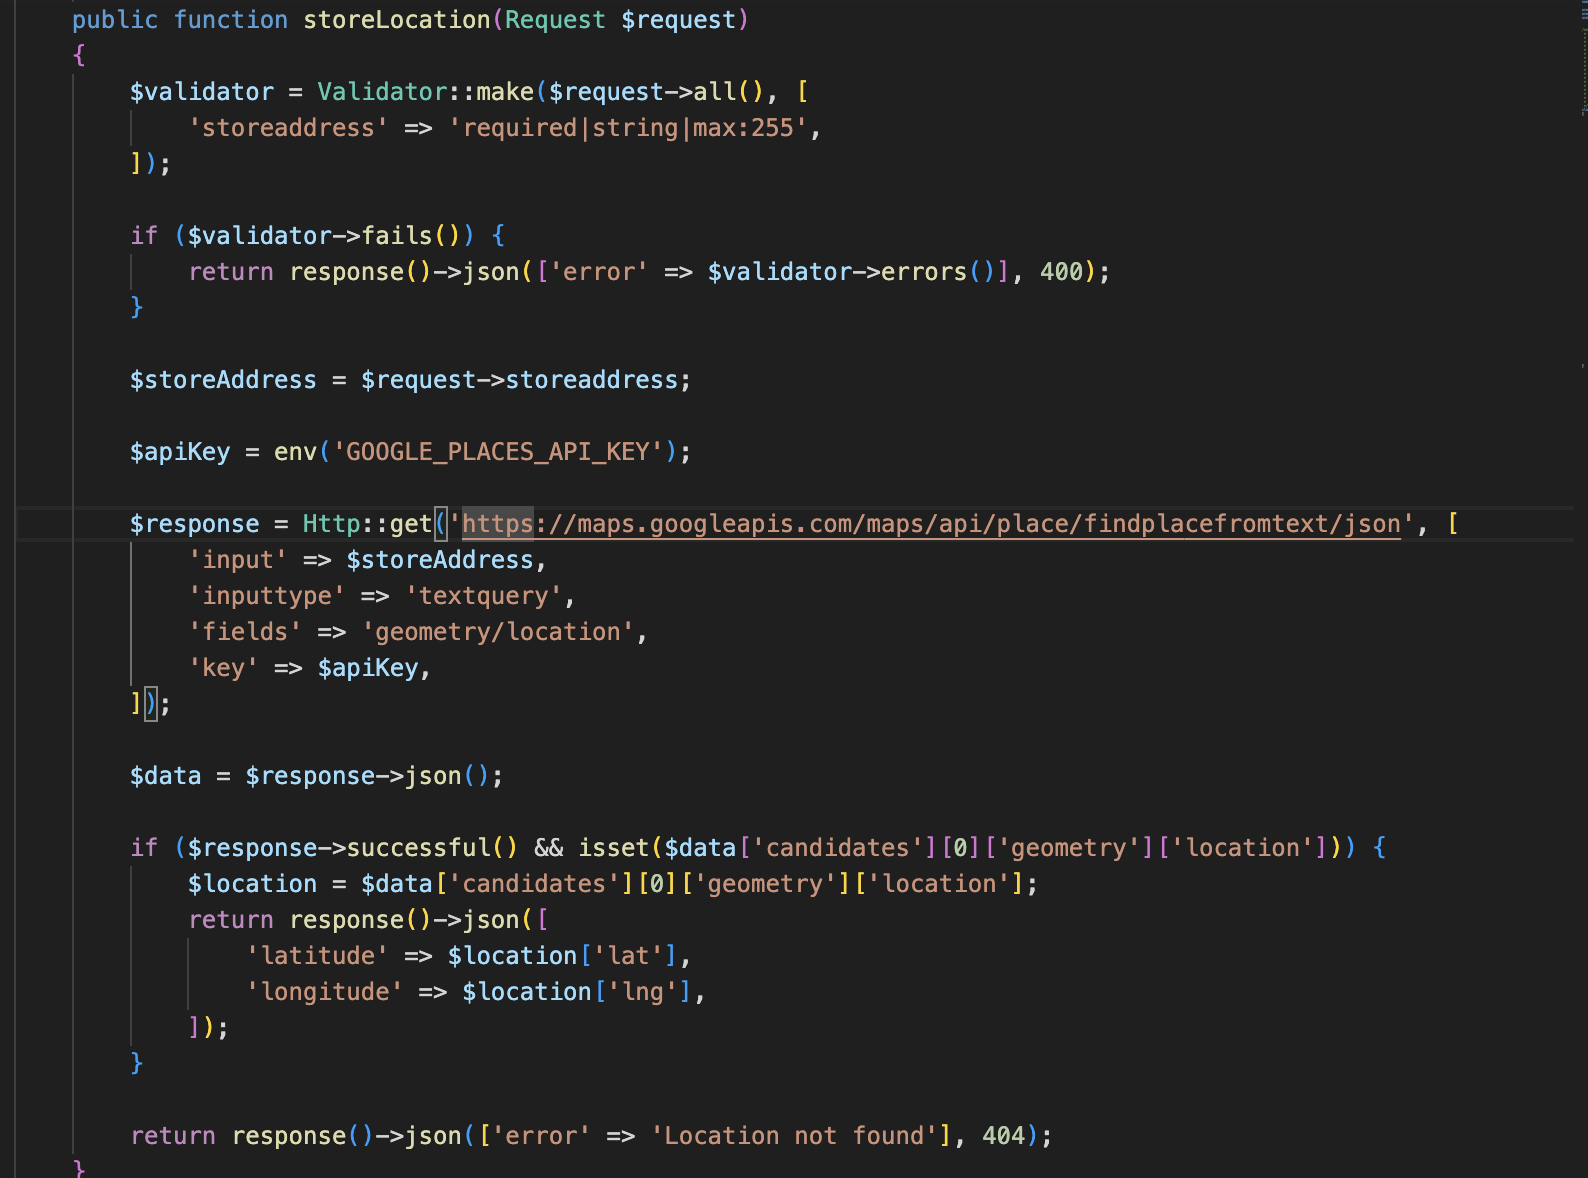 public function storeLocation(Request $request)
{
$validator = Validator::make($request->all(), [
'storeaddress' => 'required|string|max:255',
]);
if ($validator->fails()) {
return response()->json(['error' => $validator->errors()], 400);
}
$storeAddress = $request->storeaddress;
$apiKey = env('GOOGLE_PLACES_API_KEY');
$response = Http::get('https://maps.googleapis.com/maps/api/place/findplacefromtext/json', [
'input' => $storeAddress,
'inputtype' => 'textquery',
'fields' => 'geometry/location',
'key' => $apiKey,
]);
$data = $response->json();
if ($response->successful() && isset($data['candidates'][0]['geometry']['location'])) {
$location = $data['candidates'][0]['geometry']['location'];
return response()->json([
'latitude' => $location['lat'],
'longitude' => $location['lng'],
]);
}
return response()->json(['error' => 'Location not found'], 404);
}